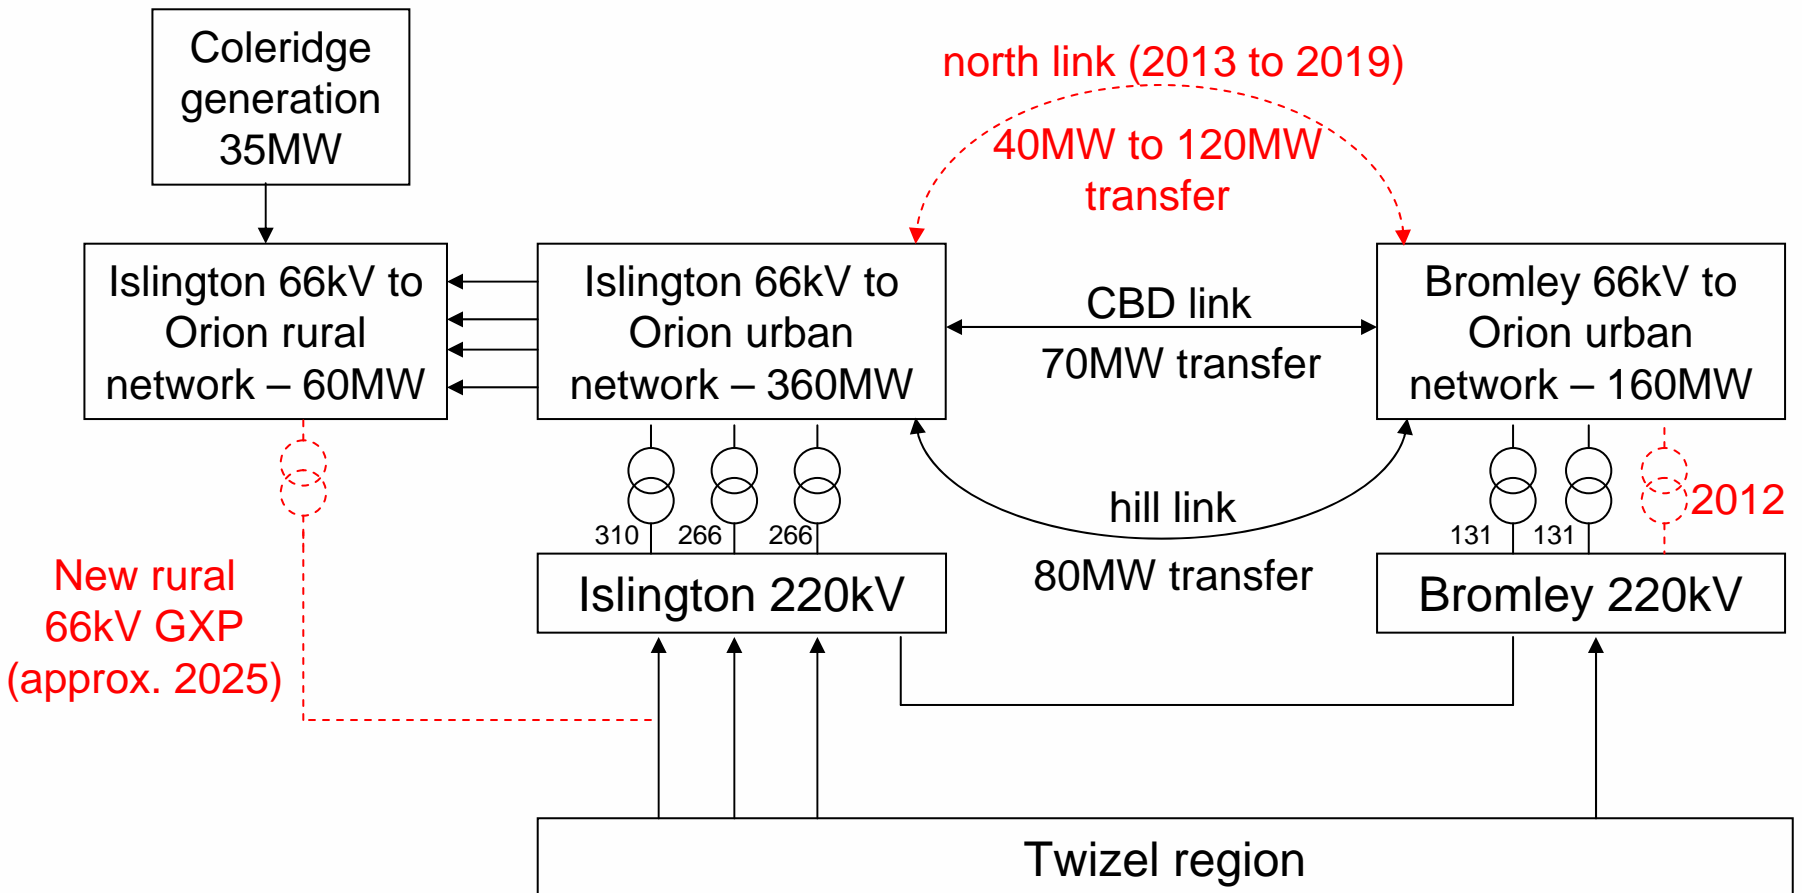 Coleridge
generation
35MW
north link (2013 to 2019)
40MW to 120MW
transfer
Islington 66kV to
Orion rural
network – 60MW
Islington 66kV to
Orion urban
network – 360MW
CBD link
70MW transfer
Bromley 66kV to
Orion urban
network – 160MW
hill link
80MW transfer
310 266 266
131 131
2012
New rural
66kV GXP
(approx. 2025)
Islington 220kV
Bromley 220kV
Twizel region